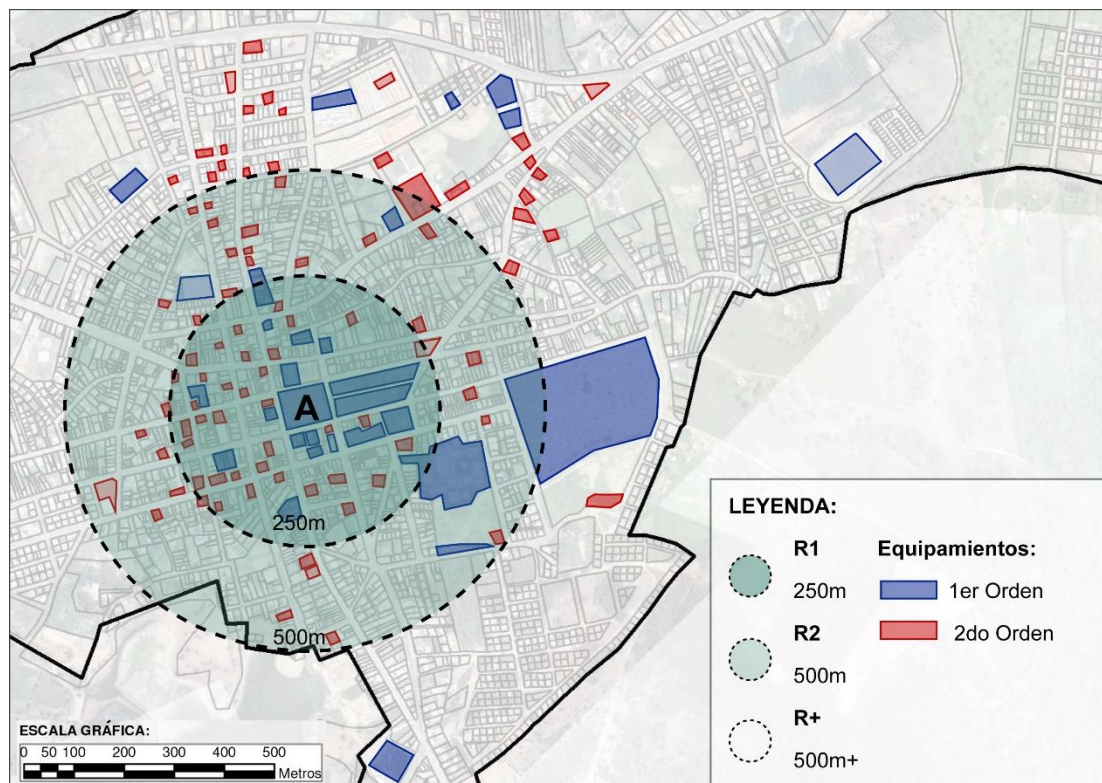 A
250m
500m
LEYENDA:
R1
250m
R2
500m
R+
500m+
Equipamientos:
1er Orden
2do Orden
ESCALA GRÁFICA:
0 50 100 200 300 400 500
Metros